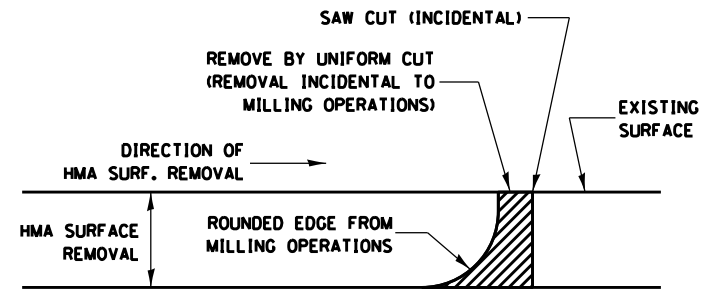 SAW CUT (INCIDENTAL)
REMOVE BY UNIFORM CUT
(REMOVAL INCIDENTAL TO
MILLING OPERATIONS)
EXISTING
SURFACE
DIRECTION OF
HMA SURF. REMOVAL
HMA SURFACE
REMOVAL
ROUNDED EDGE FROM
MILLING OPERATIONS